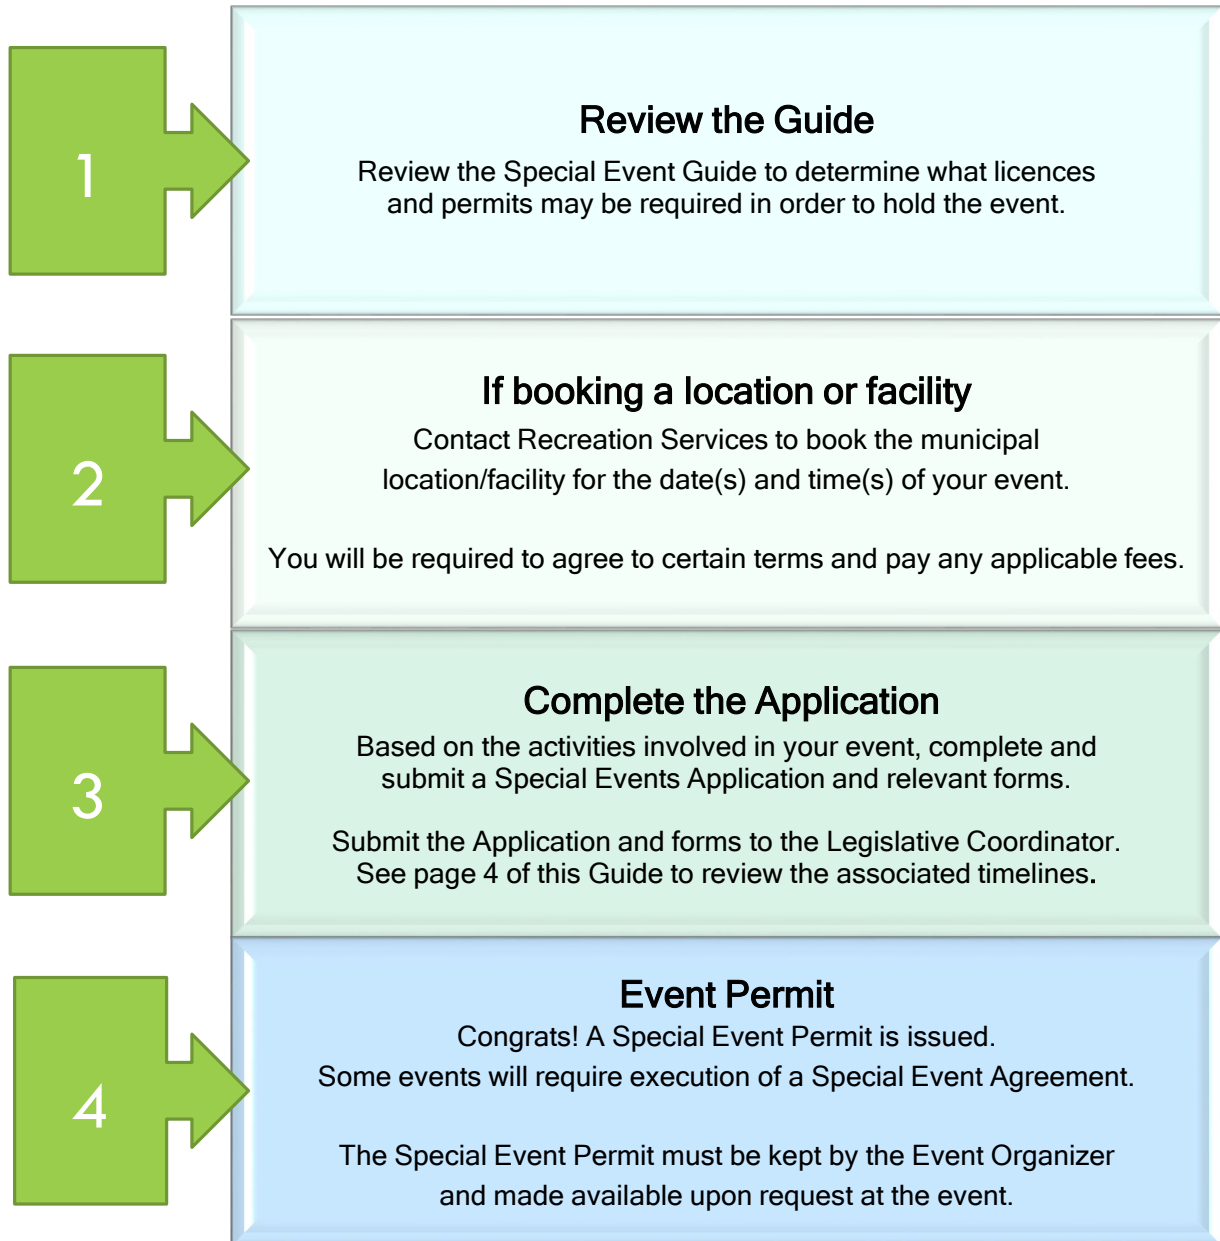 1
Review the Guide
Review the Special Event Guide to determine what licences
and permits may be required in order to hold the event.
2
If booking a location or facility
Contact Recreation Services to book the municipal
location/facility for the date(s) and time(s) of your event.
You will be required to agree to certain terms and pay any applicable fees.
3
Complete the Application
Based on the activities involved in your event, complete and
submit a Special Events Application and relevant forms.
Submit the Application and forms to the Legislative Coordinator.
See page 4 of this Guide to review the associated timelines.
4
Event Permit
Congrats! A Special Event Permit is issued.
Some events will require execution of a Special Event Agreement.
The Special Event Permit must be kept by the Event Organizer
and made available upon request at the event.